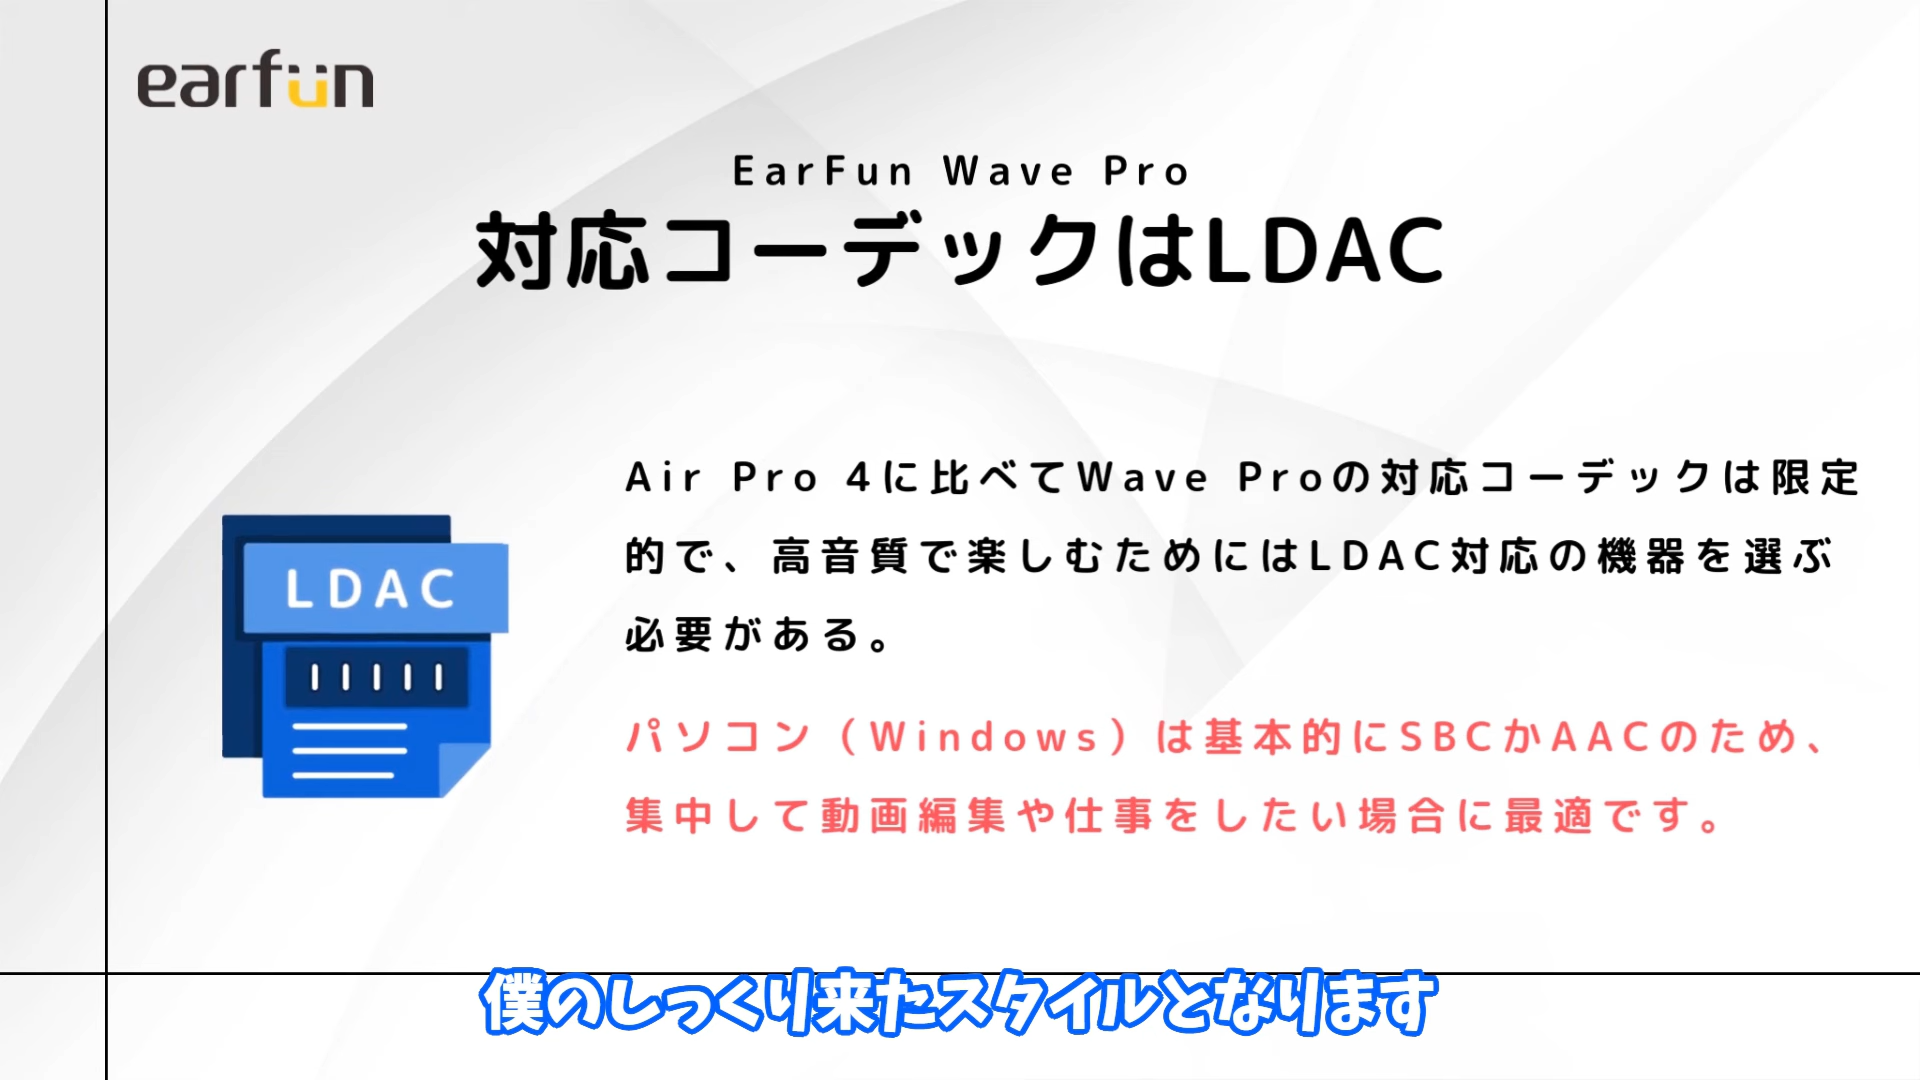 earfun
EarFun Wave Pro
対応コーデックはLDAC
Air Pro 4に比べてWave Proの対応コーデックは限定
的で、高音質で楽しむためにはLDAC対応の機器を選ぶ
必要がある。
LDAC
パソコン（Windows）は基本的にSBCかAACのため、
集中して動画編集や仕事をしたい場合に最適です。
僕のしっくり来たスタイルとなります